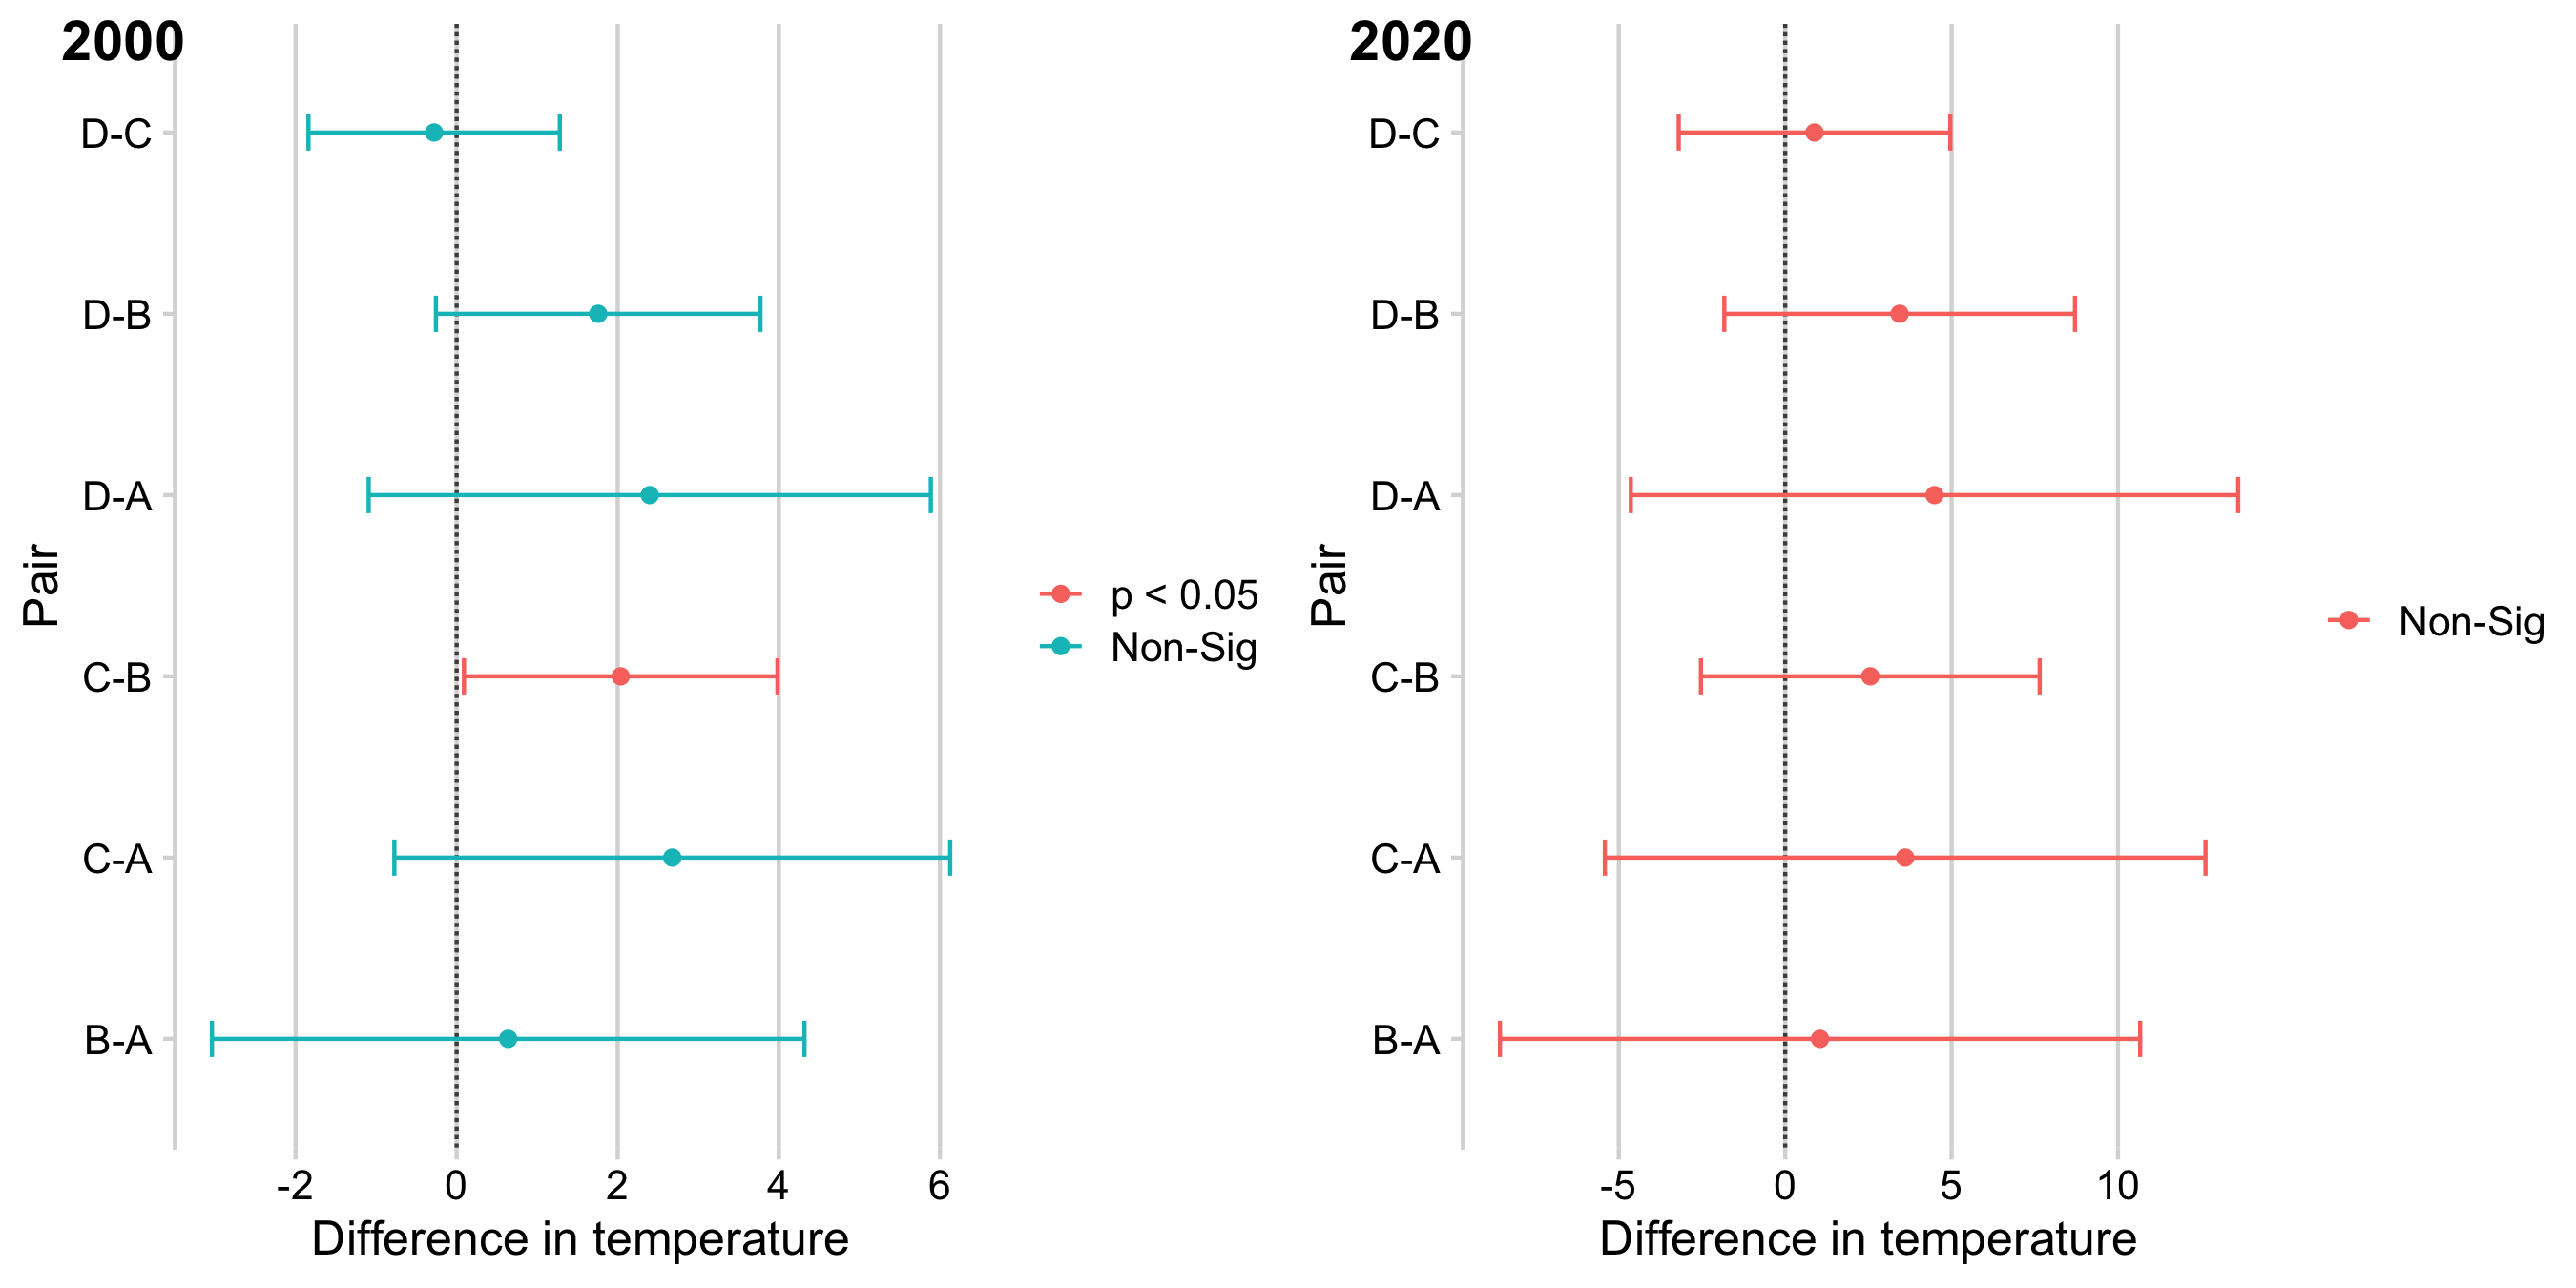 2000
D-C
D-B
D-A
C-B
C-A
B-A
Pair
-2 0 2 4 6
Difference in temperature
p < 0.05
Non-Sig
2020
D-C
D-B
D-A
C-B
C-A
B-A
Pair
-5 0 5 10
Difference in temperature
Non-Sig